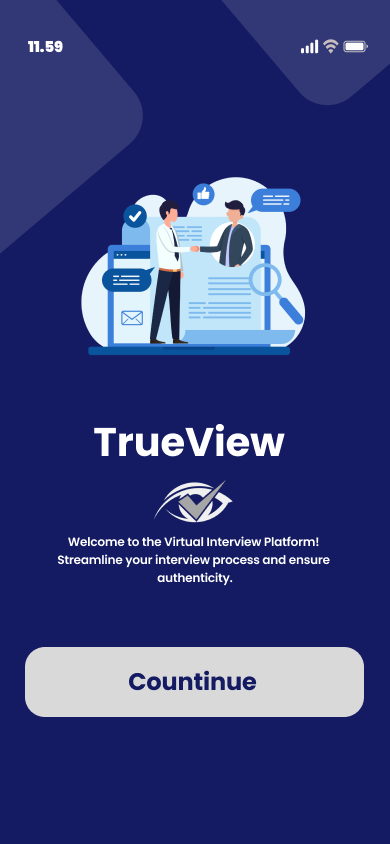 11.59
TrueView
Welcome to the Virtual Interview Platform!
Streamline your interview process and ensure
authenticity.
Countinue